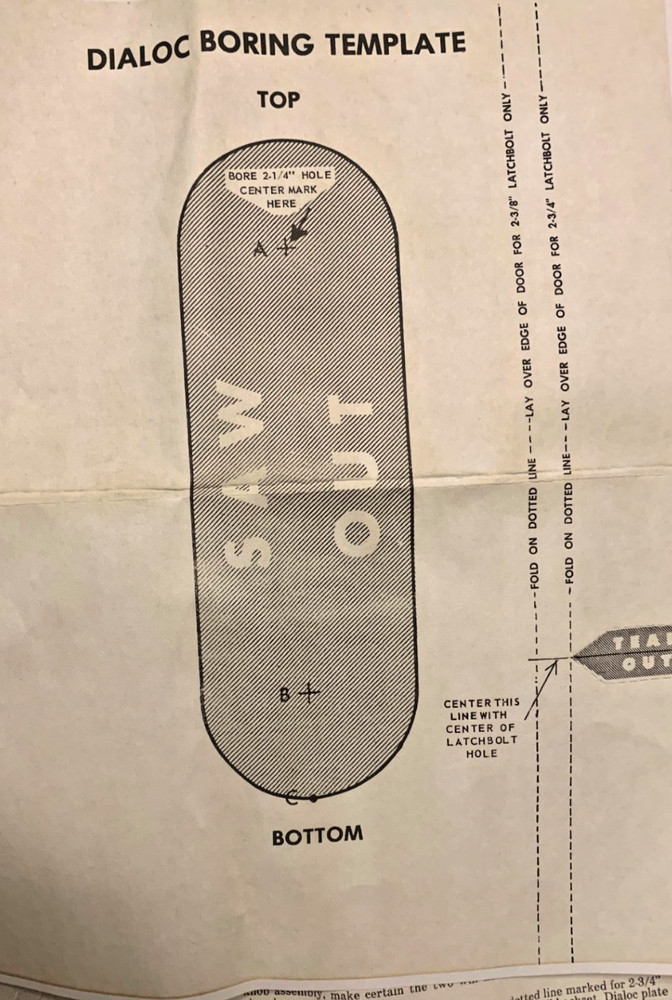 DIALOC BORING TEMPLATE
TOP
BORE 2-1/4" HOLE
CENTER MARK
HERE
A
SAW
OUT
B
C
BOTTOM
FOLD ON DOTTED LINE ----LAY OVER EDGE OF DOOR FOR 2-3/8" LATCHBOLT ONLY
FOLD ON DOTTED LINE---LAY OVER EDGE OF DOOR FOR 2-3/4" LATCHBOLT ONLY
OUT
CENTER THIS
LINE WITH
CENTER OF
LATCHBOLT
HOLE
assembly, make certain the two
dotted line marked for 2-3/4"
Dialoc plate